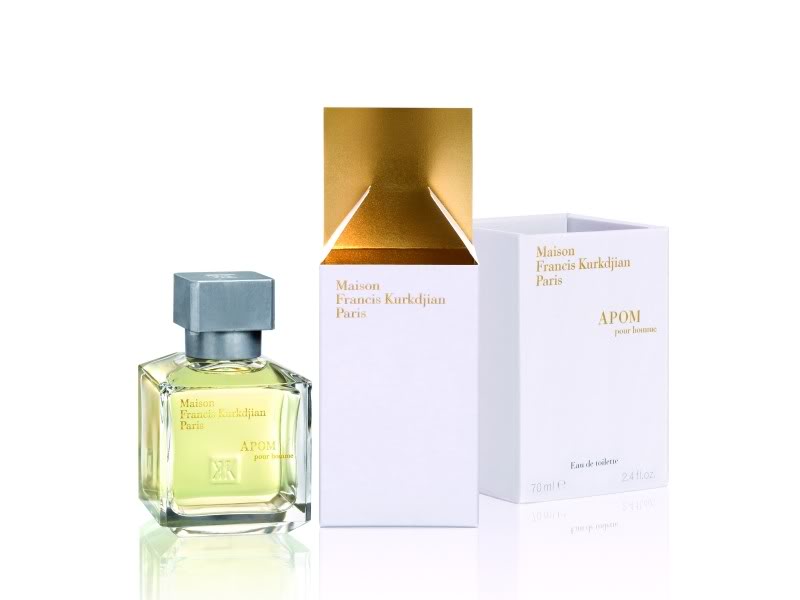 Maison
Francis Kurkdjian
Paris
APOM
pour homme
Maison
Francis Kurkdjian
Paris
Maison
Francis Kurkdjian
Paris
APOM
pour homme
Eau de toilette
70 ml ℮
2.4 fl.oz.